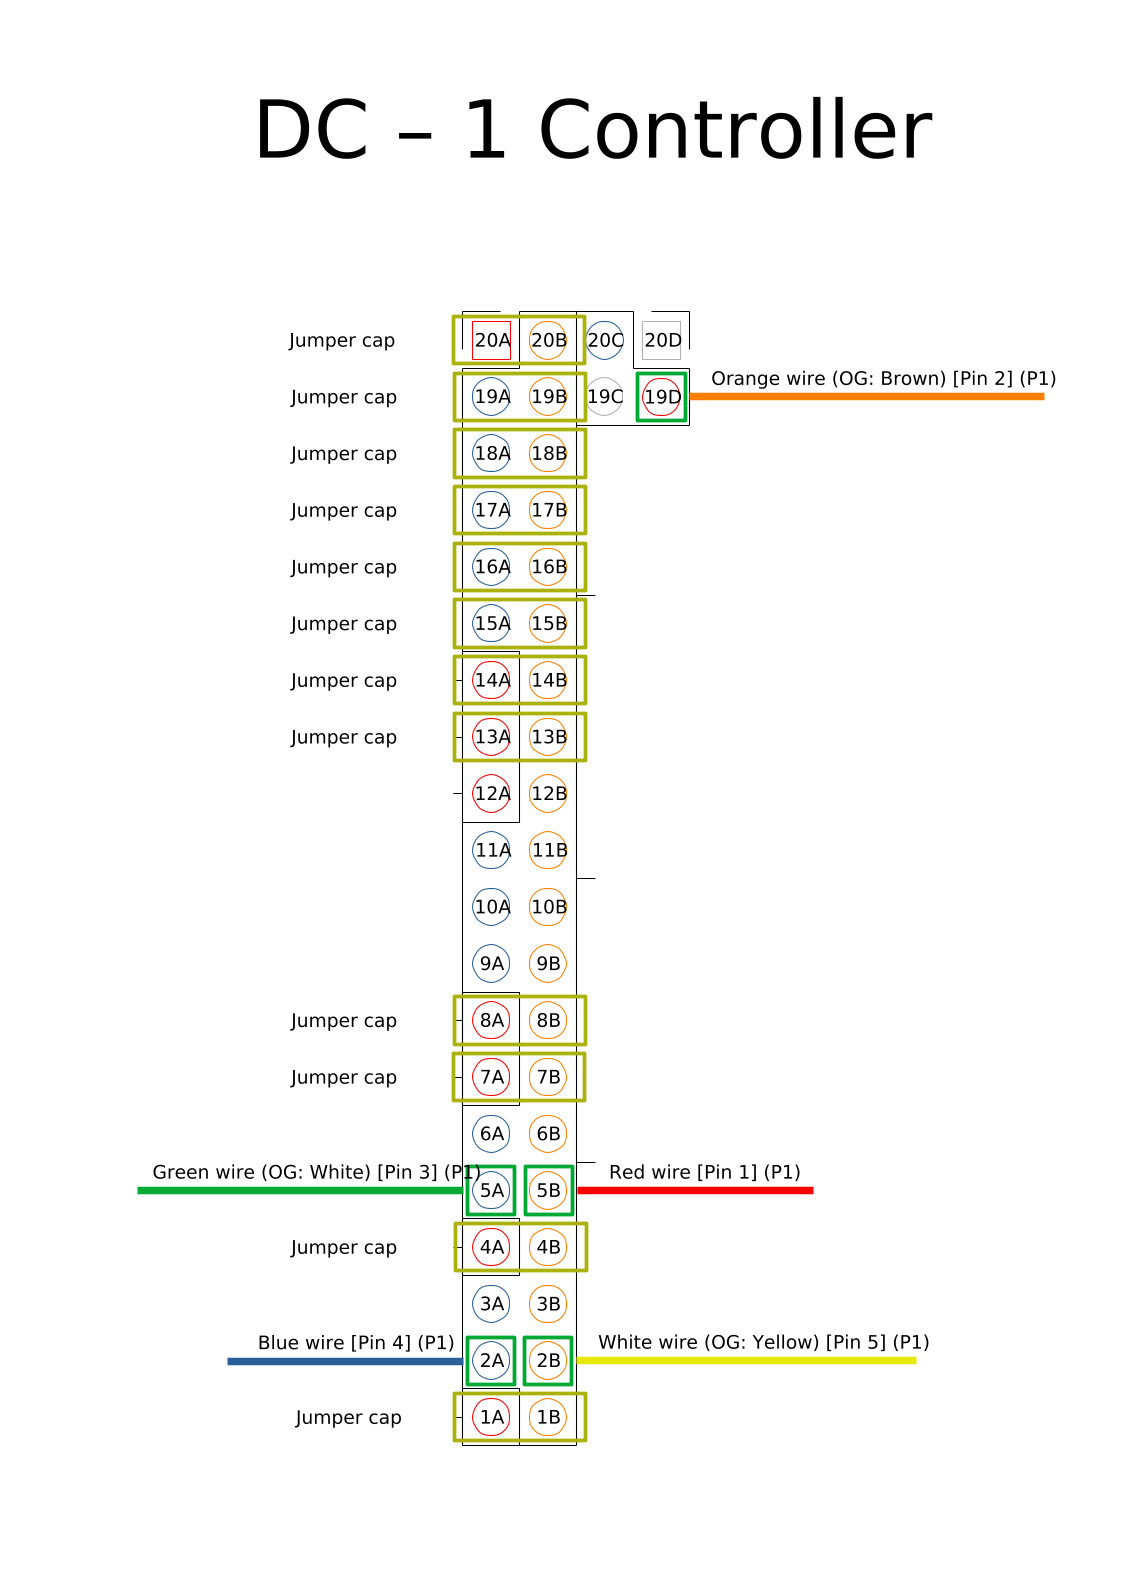 DC – 1 Controller
Jumper cap 20A 20B 20C 20D
Orange wire (OG: Brown) [Pin 2] (P1)
Jumper cap 19A 19B 19C 19D
Jumper cap 18A 18B
Jumper cap 17A 17B
Jumper cap 16A 16B
Jumper cap 15A 15B
Jumper cap 14A 14B
Jumper cap 13A 13B
12A 12B
11A 11B
10A 10B
9A 9B
Jumper cap 8A 8B
Jumper cap 7A 7B
6A 6B
Green wire (OG: White) [Pin 3] (P1) Red wire [Pin 1] (P1)
5A 5B
Jumper cap 4A 4B
3A 3B
Blue wire [Pin 4] (P1) White wire (OG: Yellow) [Pin 5] (P1)
2A 2B
Jumper cap 1A 1B